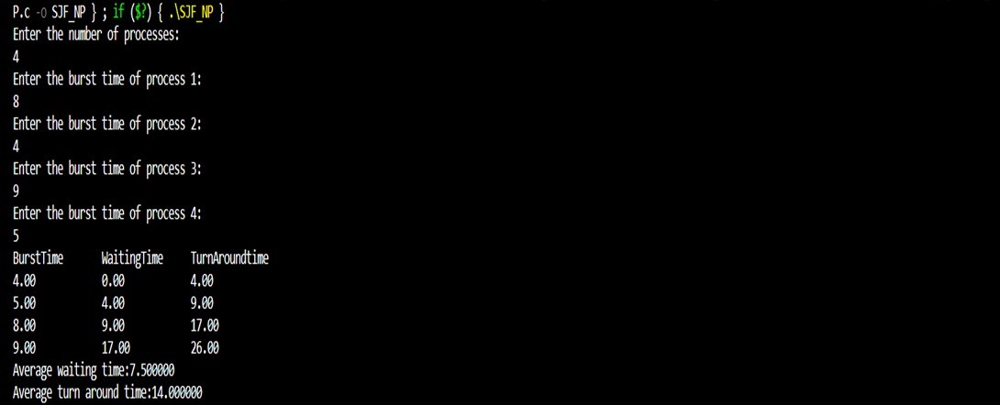 P.c -o SJF_NP } ; if ($?) { .\SJF_NP }
Enter the number of processes:
4
Enter the burst time of process 1:
8
Enter the burst time of process 2:
4
Enter the burst time of process 3:
9
Enter the burst time of process 4:
5
BurstTime WaitingTime TurnAroundtime
4.00 0.00 4.00
5.00 4.00 9.00
8.00 9.00 17.00
9.00 17.00 26.00
Average waiting time:7.500000
Average turn around time:14.000000